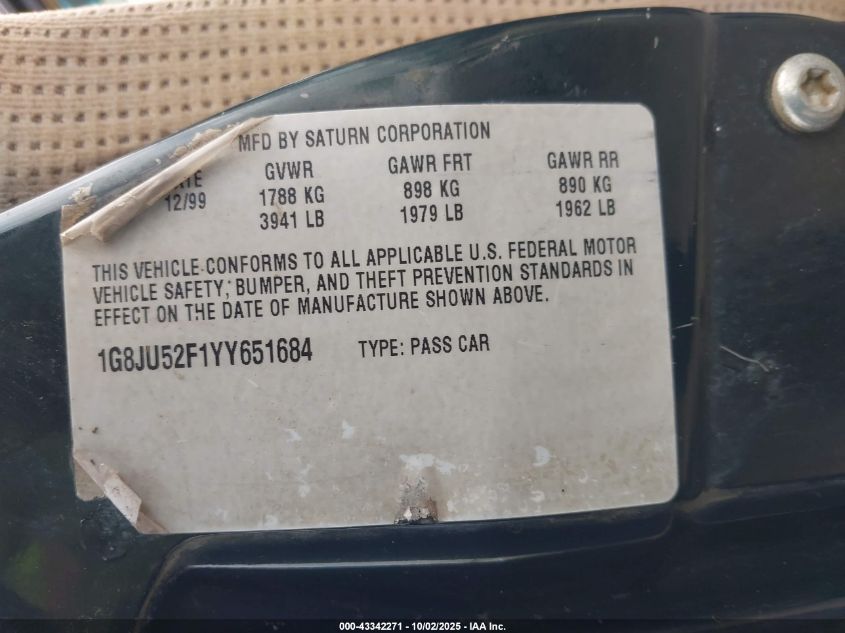 MFD BY SATURN CORPORATION
GVWR GAWR FRT GAWR RR
12/99 1788 KG 898 KG 890 KG
3941 LB 1979 LB 1962 LB
THIS VEHICLE CONFORMS TO ALL APPLICABLE U.S. FEDERAL MOTOR
VEHICLE SAFETY, BUMPER, AND THEFT PREVENTION STANDARDS IN
EFFECT ON THE DATE OF MANUFACTURE SHOWN ABOVE.
1G8JU52F1YY651684 TYPE: PASS CAR
000-43342271 - 10/02/2025 - IAA Inc.